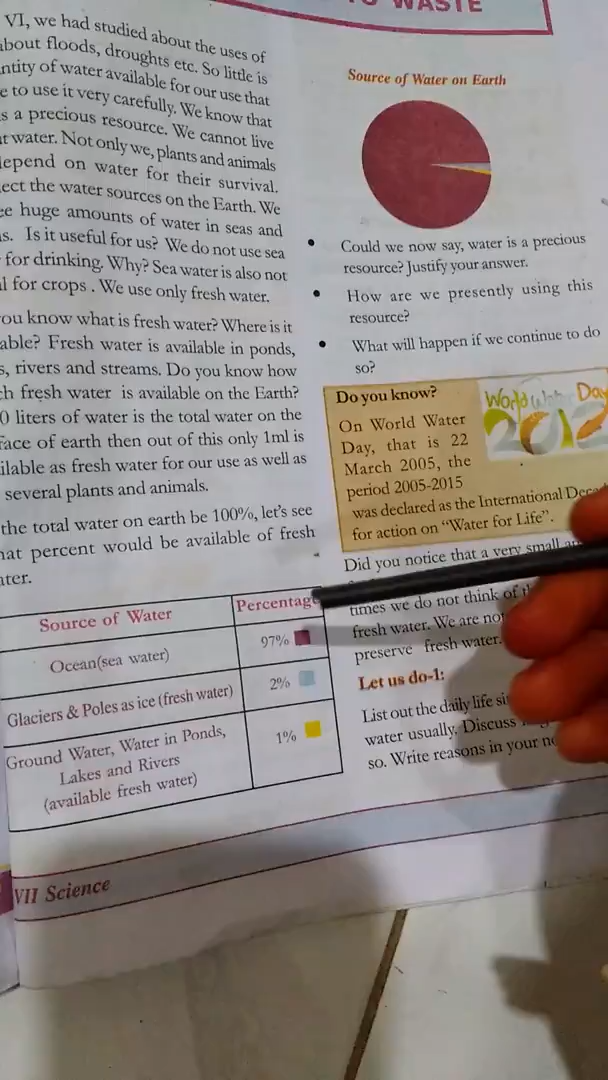 WASTE
VI, we had studied about the uses of
about floods, droughts etc. So little is
of water available for our use that
to use it very carefully. We know that
a precious resource. We cannot live
water. Not only we, plants and animals
depend on water for their survival.
the water sources on the Earth. We
huge amounts of water in seas and
Is it useful for us? We do not use sea
for drinking. Why? Sea water is also not
for crops . We use only fresh water.
you know what is fresh water? Where is it
Fresh water is available in ponds,
rivers and streams. Do you know how
fresh water is available on the Earth?
liters of water is the total water on the
of earth then out of this only 1ml is
as fresh water for our use as well as
several plants and animals.
the total water on earth be 100%, let's see
percent would be available of fresh
Source of Water Percentage
Ocean(sea water) 97%
Glaciers & Poles as ice (fresh water) 2%
Ground Water, Water in Ponds,
Lakes and Rivers
(available fresh water) 1%
VII Science
Source of Water on Earth
• Could we now say, water is a precious
resource? Justify your answer.
• How are we presently using this
resource?
• What will happen if we continue to do
so?
Do you know?
World Water Day
2012
On World Water
Day, that is 22
March 2005, the
period 2005-2015
was declared as the International
for action on "Water for Life".
Did you notice that a very small
times we do not think of
fresh water. We are
preserve fresh water.
Let us do-1:
List out the daily life
water usually. Discuss
so. Write reasons in your